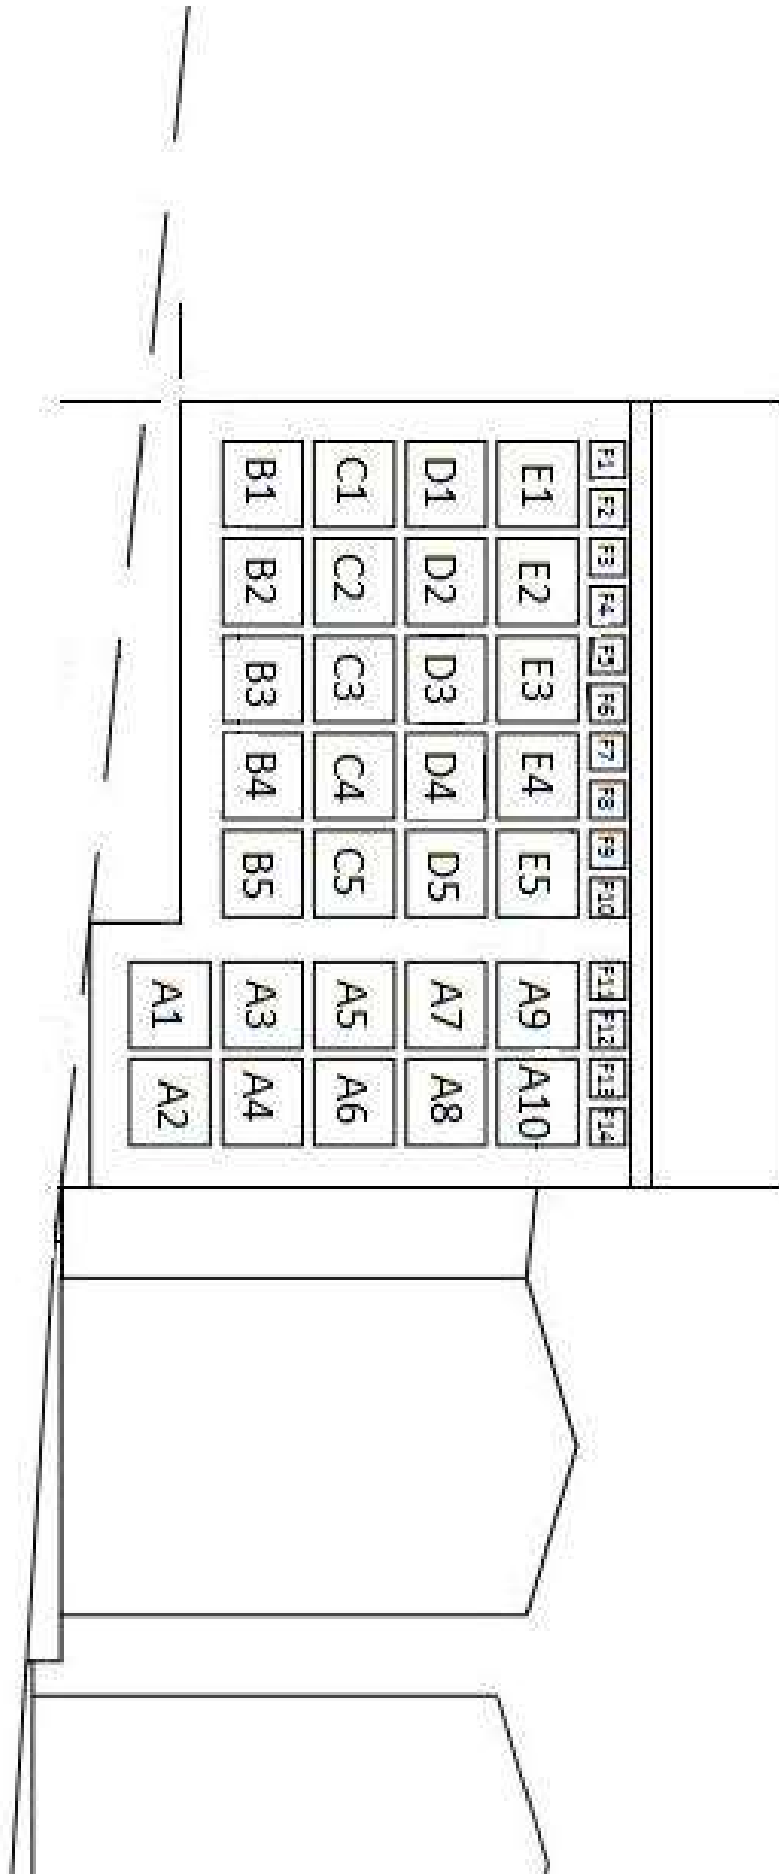 F1 F2 F3 F4 F5 F6 F7 F8 F9 F10 F11 F12 F13 F14
E1 E2 E3 E4 E5 A9 A10
D1 D2 D3 D4 D5 A7 A8
C1 C2 C3 C4 C5 A5 A6
B1 B2 B3 B4 B5 A3 A4
A1 A2